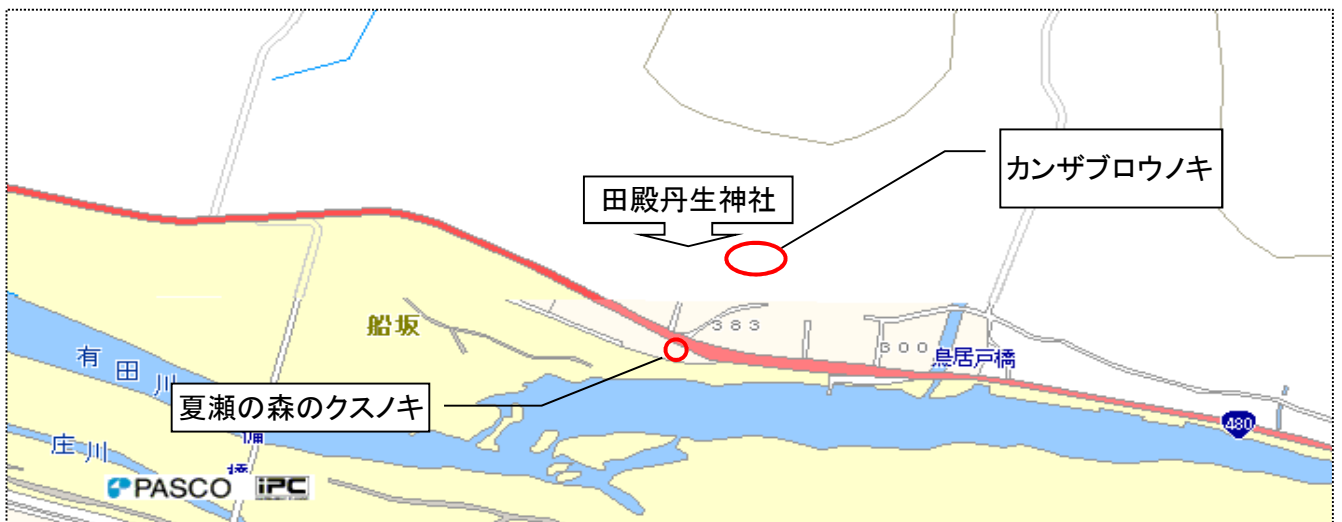 カンザブロウノキ
田殿丹生神社
船坂
383
300
鳥居戸橋
有田川
夏瀬の森のクスノキ
480
庄川
橋
PASCO iPC